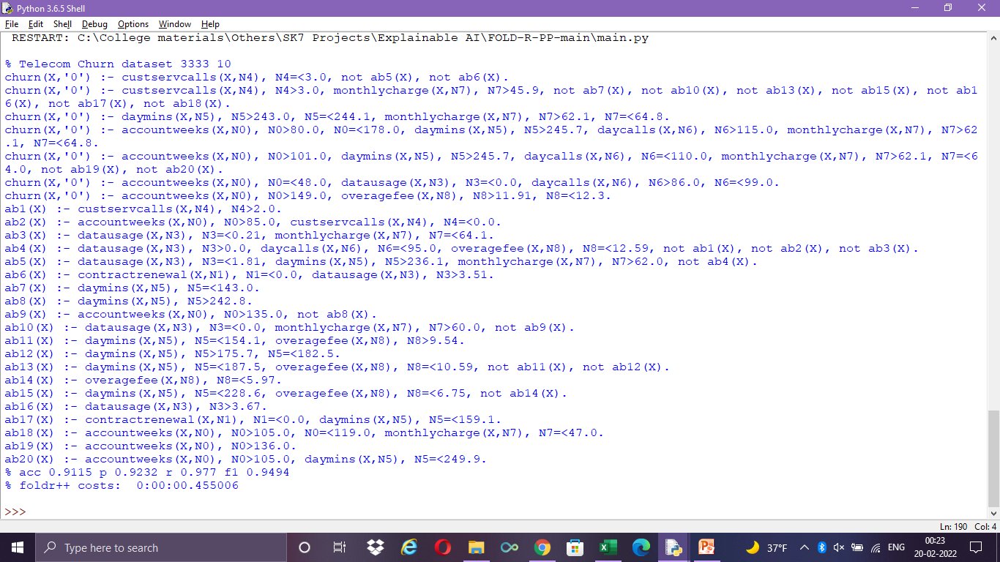 Python 3.6.5 Shell
File Edit Shell Debug Options Window Help
RESTART: C:\College materials\Others\SK7 Projects\Explainable AI\FOLD-R-PP-main\main.py
% Telecom Churn dataset 3333 10
churn(X,'0') :- custservcalls(X,N4), N4=<3.0, not ab5(X), not ab6(X).
churn(X,'0') :- custservcalls(X,N4), N4>3.0, monthlycharge(X,N7), N7>45.9, not ab7(X), not ab10(X), not ab13(X), not ab15(X), not ab1
6(X), not ab17(X), not ab18(X).
churn(X,'0') :- daymins(X,N5), N5>243.0, N5=<244.1, monthlycharge(X,N7), N7>62.1, N7=<64.8.
churn(X,'0') :- accountweeks(X,N0), N0>80.0, N0=<178.0, daymins(X,N5), N5>245.7, daycalls(X,N6), N6>115.0, monthlycharge(X,N7), N7>62
.1, N7=<64.8.
churn(X,'0') :- accountweeks(X,N0), N0>101.0, daymins(X,N5), N5>245.7, daycalls(X,N6), N6=<110.0, monthlycharge(X,N7), N7>62.1, N7=<6
4.0, not ab19(X), not ab20(X).
churn(X,'0') :- accountweeks(X,N0), N0=<48.0, datausage(X,N3), N3=<0.0, daycalls(X,N6), N6>86.0, N6=<99.0.
churn(X,'0') :- accountweeks(X,N0), N0>149.0, overagefee(X,N8), N8>11.91, N8=<12.3.
ab1(X) :- custservcalls(X,N4), N4>2.0.
ab2(X) :- accountweeks(X,N0), N0>85.0, custservcalls(X,N4), N4=<0.0.
ab3(X) :- datausage(X,N3), N3=<0.21, monthlycharge(X,N7), N7=<64.1.
ab4(X) :- datausage(X,N3), N3>0.0, daycalls(X,N6), N6=<95.0, overagefee(X,N8), N8=<12.59, not ab1(X), not ab2(X), not ab3(X).
ab5(X) :- datausage(X,N3), N3=<1.81, daymins(X,N5), N5>236.1, monthlycharge(X,N7), N7>62.0, not ab4(X).
ab6(X) :- contractrenewal(X,N1), N1=<0.0, datausage(X,N3), N3>3.51.
ab7(X) :- daymins(X,N5), N5=<143.0.
ab8(X) :- daymins(X,N5), N5>242.8.
ab9(X) :- accountweeks(X,N0), N0>135.0, not ab8(X).
ab10(X) :- datausage(X,N3), N3=<0.0, monthlycharge(X,N7), N7>60.0, not ab9(X).
ab11(X) :- daymins(X,N5), N5=<154.1, overagefee(X,N8), N8>9.54.
ab12(X) :- daymins(X,N5), N5>175.7, N5=<182.5.
ab13(X) :- daymins(X,N5), N5=<187.5, overagefee(X,N8), N8=<10.59, not ab11(X), not ab12(X).
ab14(X) :- overagefee(X,N8), N8=<5.97.
ab15(X) :- daymins(X,N5), N5=<228.6, overagefee(X,N8), N8=<6.75, not ab14(X).
ab16(X) :- datausage(X,N3), N3>3.67.
ab17(X) :- contractrenewal(X,N1), N1=<0.0, daymins(X,N5), N5=<159.1.
ab18(X) :- accountweeks(X,N0), N0>105.0, N0=<119.0, monthlycharge(X,N7), N7=<47.0.
ab19(X) :- accountweeks(X,N0), N0>136.0.
ab20(X) :- accountweeks(X,N0), N0>105.0, daymins(X,N5), N5=<249.9.
% acc 0.9115 p 0.9232 r 0.977 f1 0.9494
% foldr++ costs:  0:00:00.455006
>>>
Ln: 190 Col: 4
Type here to search
37°F
ENG
00:23
20-02-2022